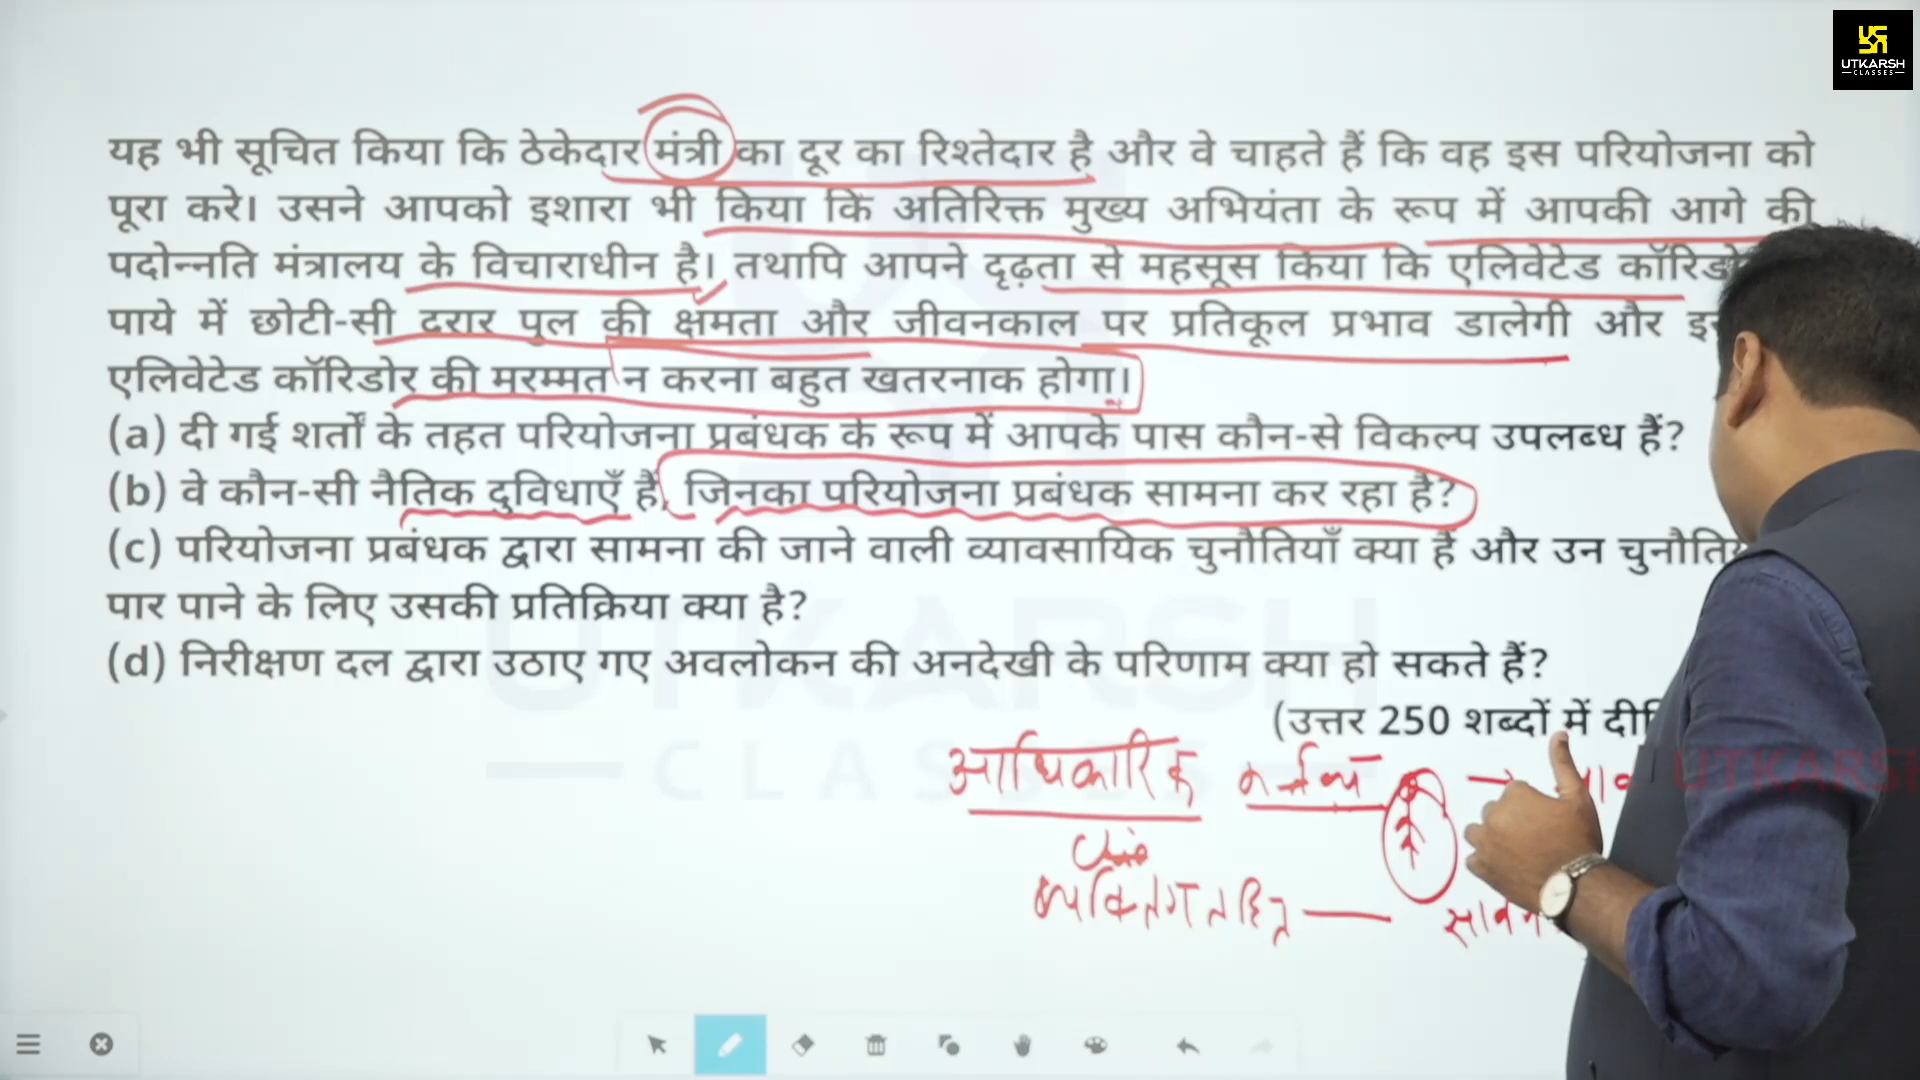 UTKARSH
CLASSES
यह भी सूचित किया कि ठेकेदार मंत्री का दूर का रिश्तेदार है और वे चाहते हैं कि वह इस परियोजना को
पूरा करे। उसने आपको इशारा भी किया कि अतिरिक्त मुख्य अभियंता के रूप में आपकी आगे की
पदोन्नति मंत्रालय के विचाराधीन है। तथापि आपने दृढ़ता से महसूस किया कि एलिवेटेड
पाये में छोटी-सी दरार पुल की क्षमता और जीवनकाल पर प्रतिकूल प्रभाव डालेगी और
एलिवेटेड कॉरिडोर की मरम्मत न करना बहुत खतरनाक होगा।
(a) दी गई शर्तों के तहत परियोजना प्रबंधक के रूप में आपके पास कौन-से विकल्प उपलब्ध हैं?
(b) वे कौन-सी नैतिक दुविधाएँ हैं, जिनका परियोजना प्रबंधक सामना कर रहा है?
(c) परियोजना प्रबंधक द्वारा सामना की जाने वाली व्यावसायिक चुनौतियाँ क्या हैं और उन
पार पाने के लिए उसकी प्रतिक्रिया क्या है?
(d) निरीक्षण दल द्वारा उठाए गए अवलोकन की अनदेखी के परिणाम क्या हो सकते हैं?
(उत्तर 250 शब्दों में
UTKARSH
CLASSES
आधिकारिक कर्तव्य
व्यक्तिगत हित